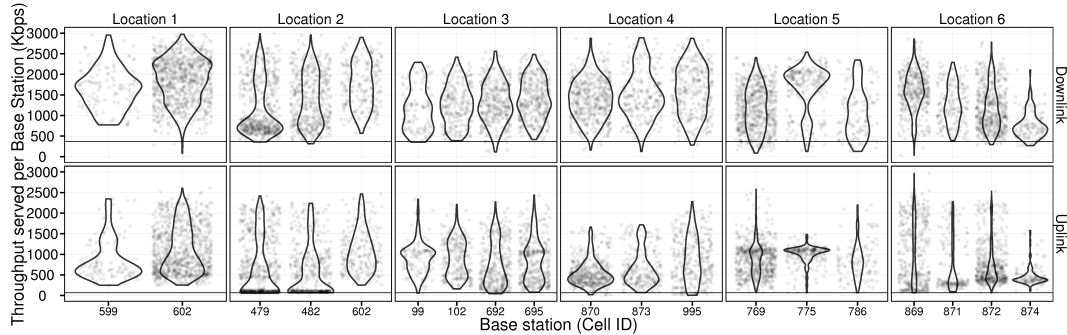 Location 1 Location 2 Location 3 Location 4 Location 5 Location 6
Throughput served per Base Station (Kbps)
3000
2500
2000
1500
1000
500
0
Downlink
3000
2500
2000
1500
1000
500
0
Uplink
599 602 479 482 602 99 102 692 695 870 873 995 769 775 786 869 871 872 874
Base station (Cell ID)